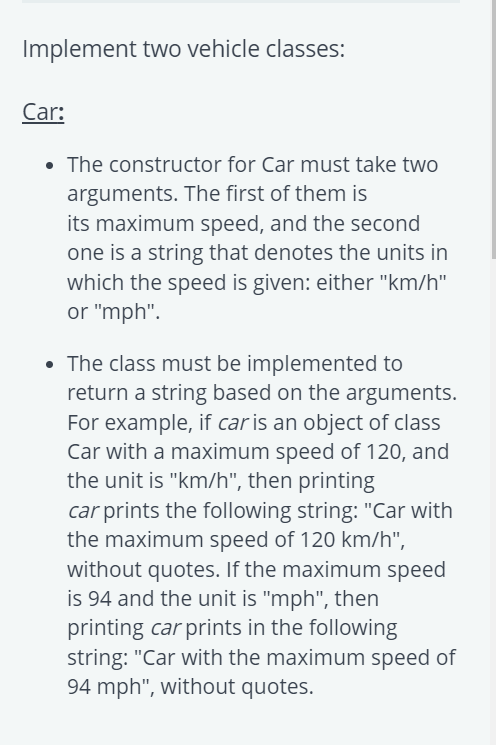 Implement two vehicle classes:
Car:
• The constructor for Car must take two
arguments. The first of them is
its maximum speed, and the second
one is a string that denotes the units in
which the speed is given: either "km/h"
or "mph".
• The class must be implemented to
return a string based on the arguments.
For example, if car is an object of class
Car with a maximum speed of 120, and
the unit is "km/h", then printing
car prints the following string: "Car with
the maximum speed of 120 km/h",
without quotes. If the maximum speed
is 94 and the unit is "mph", then
printing car prints in the following
string: "Car with the maximum speed of
94 mph", without quotes.